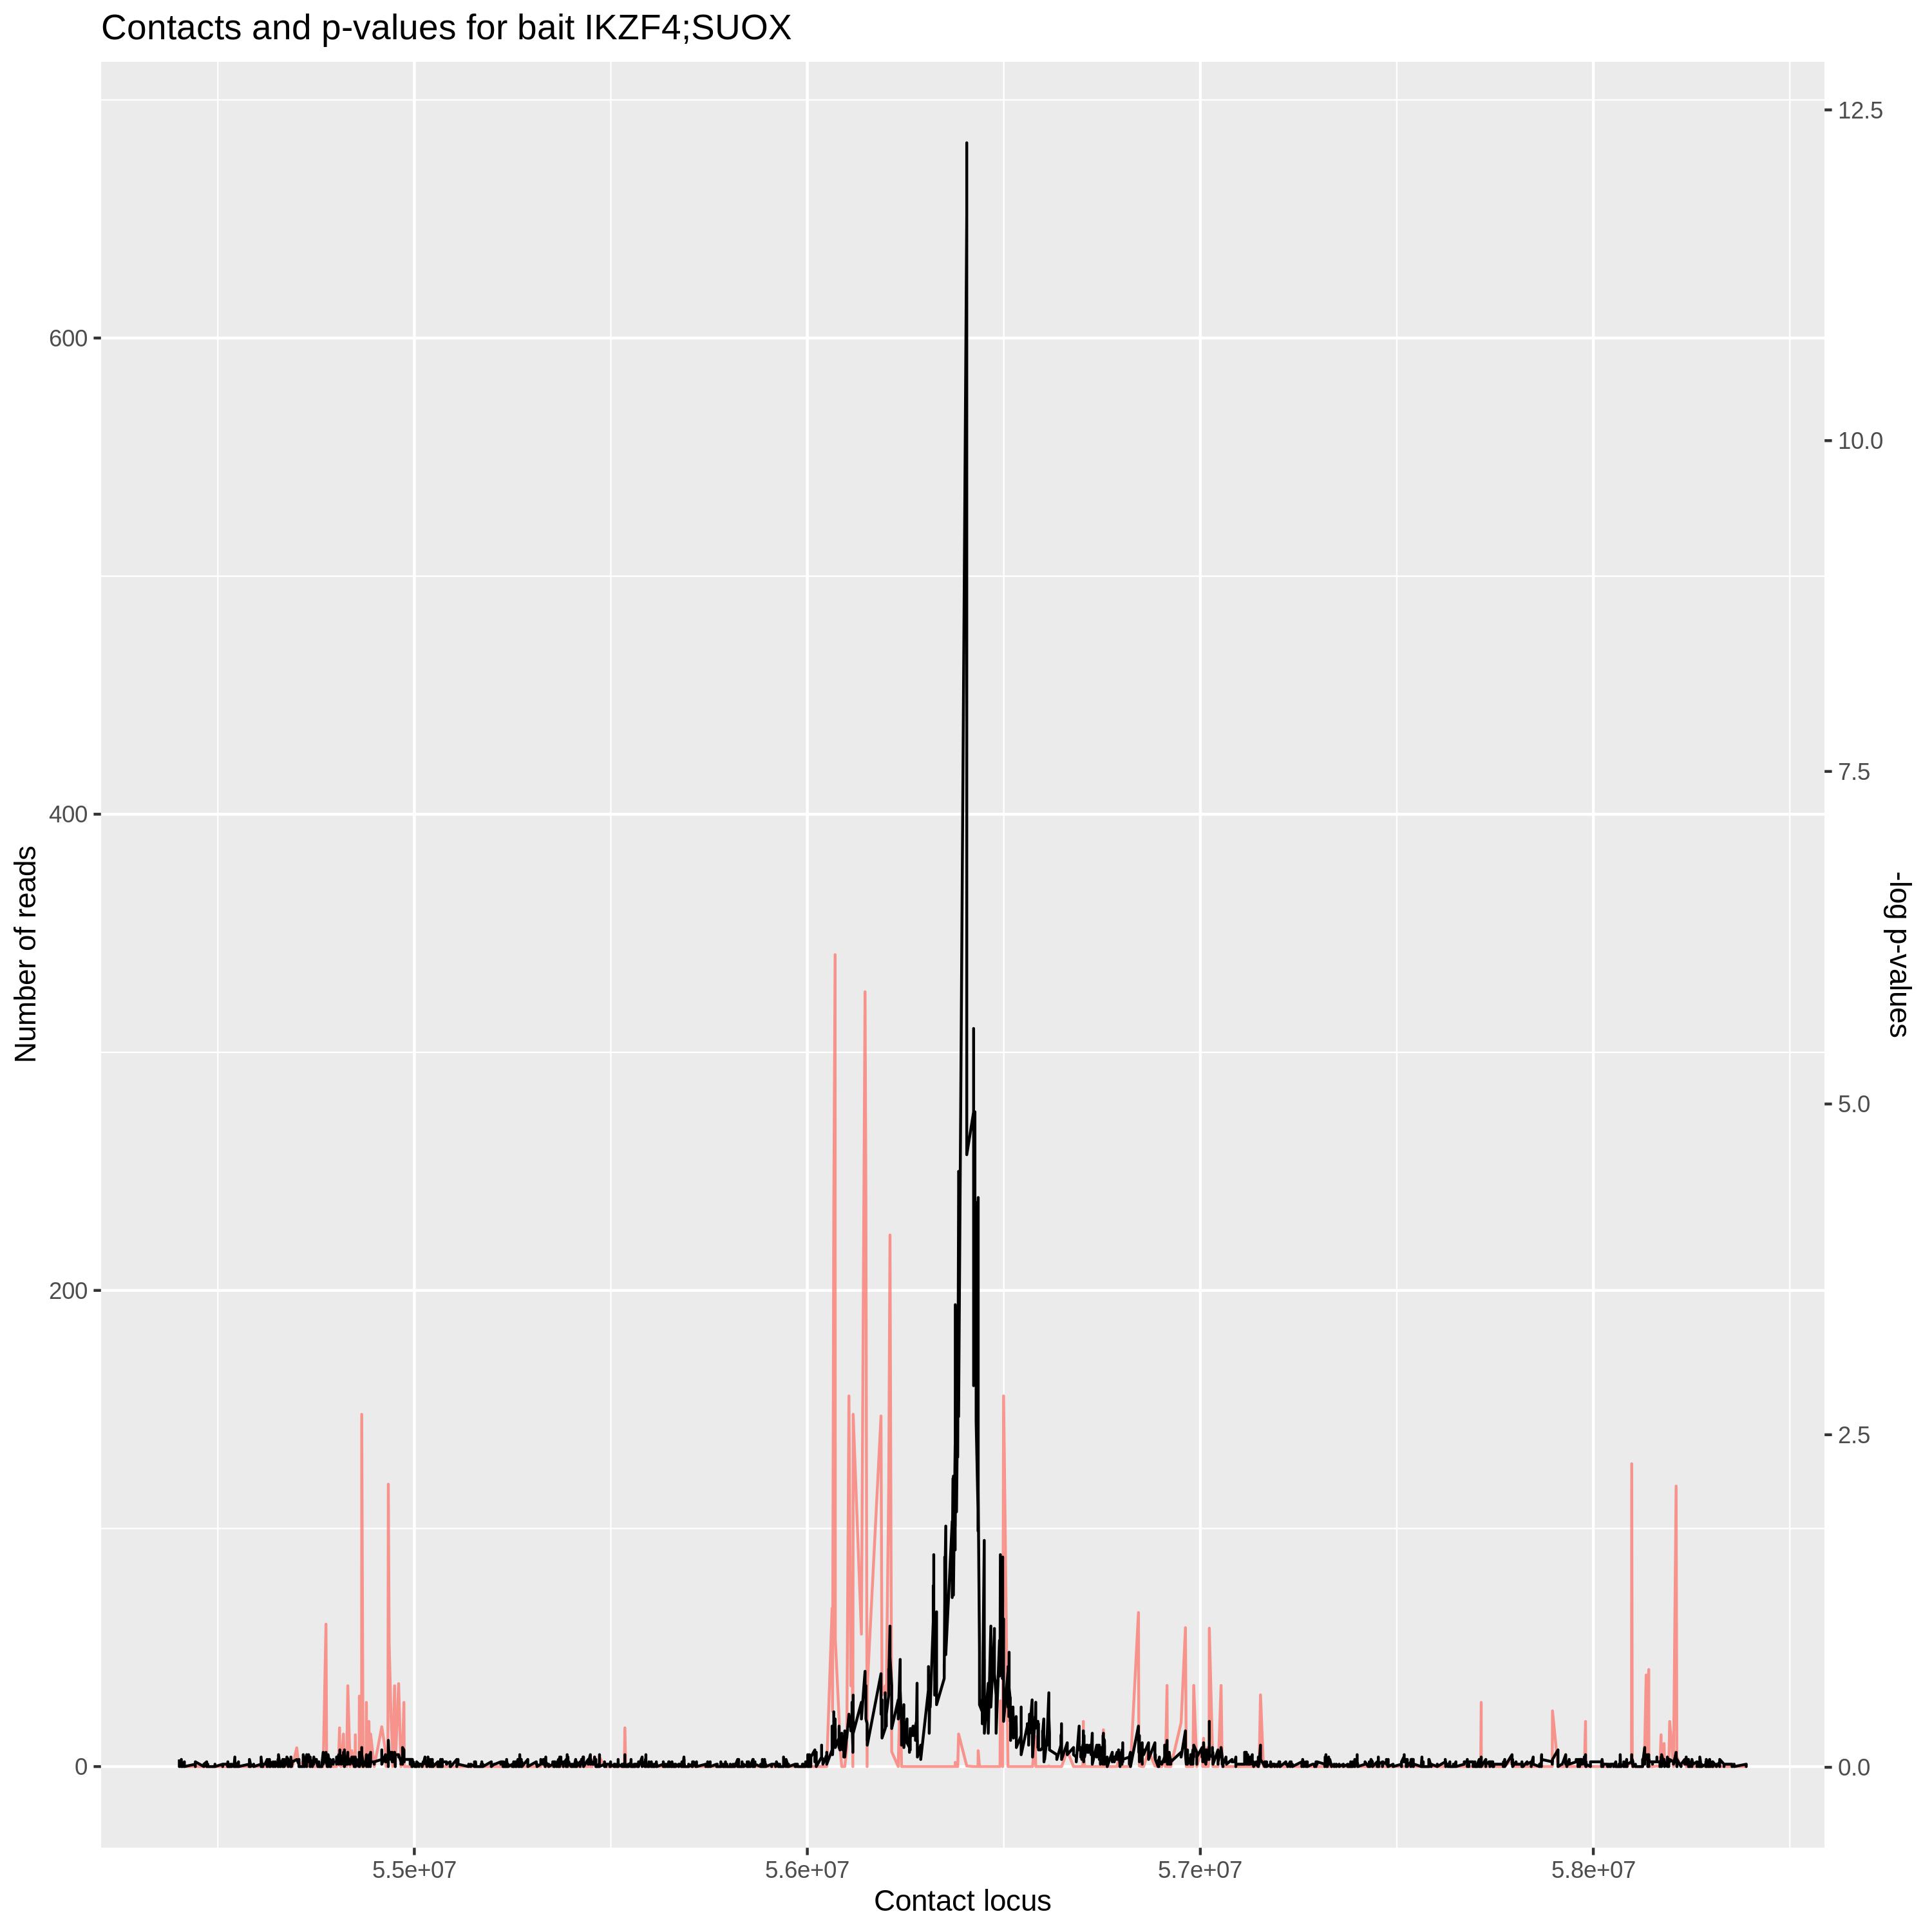 Contacts and p-values for bait IKZF4;SUOX
Number of reads
600
400
200
0
12.5
10.0
7.5
5.0
2.5
0.0
-log p-values
5.5e+07
5.6e+07
5.7e+07
5.8e+07
Contact locus